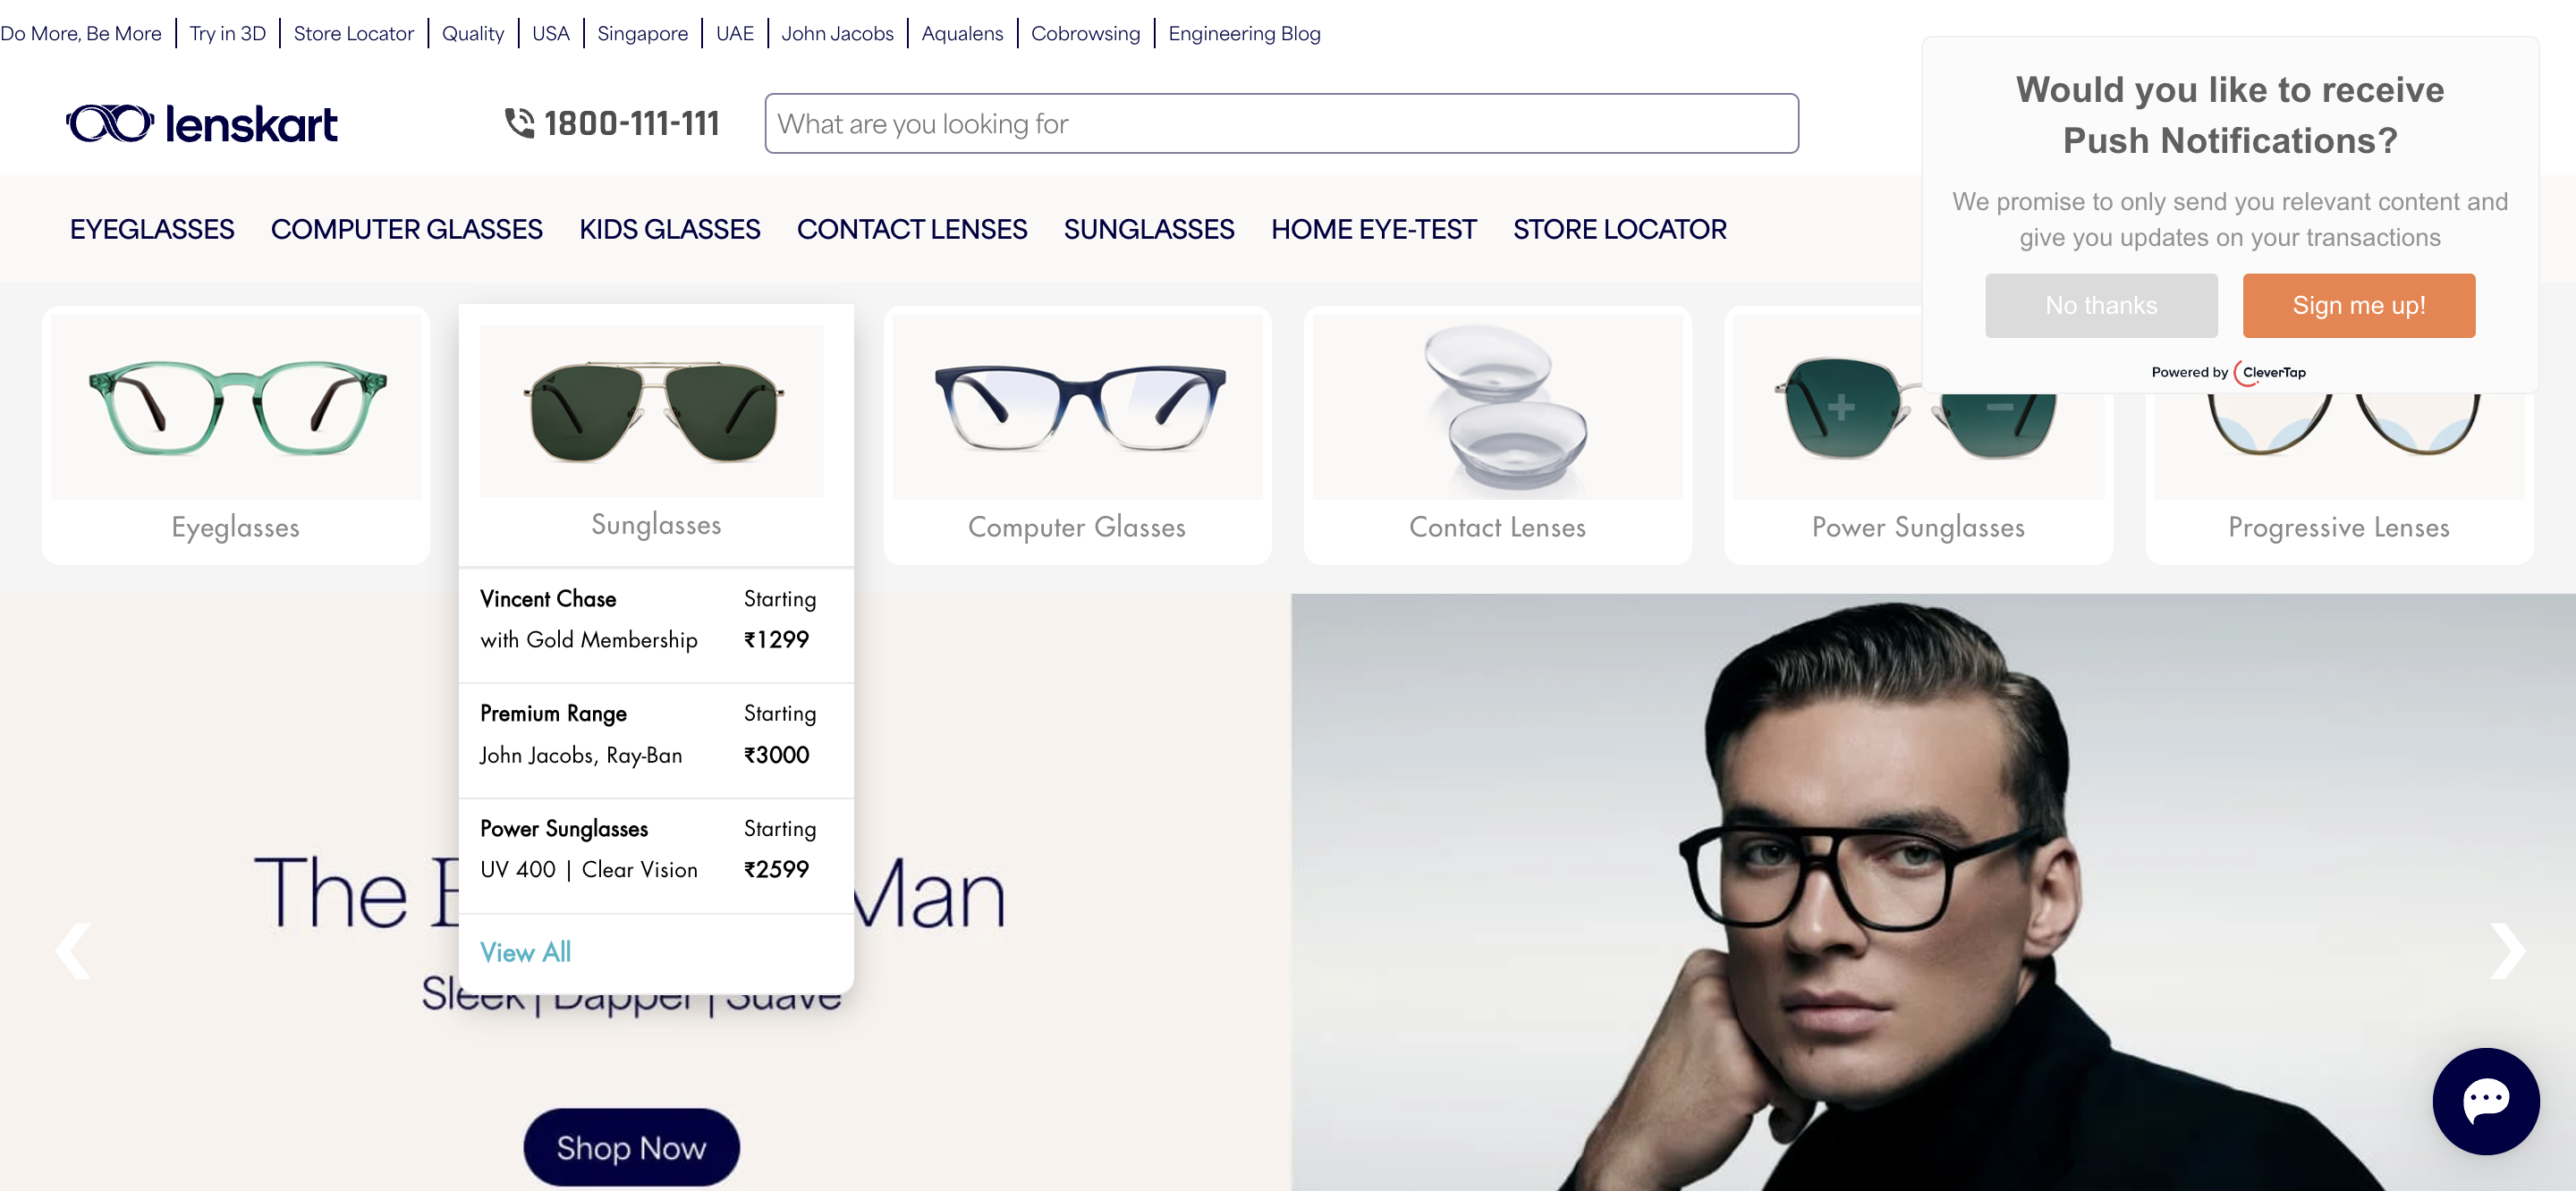 Do More, Be More
Try in 3D
Store Locator
Quality
USA
Singapore
UAE
John Jacobs
Aqualens
Cobrowsing
Engineering Blog
lenskart
1800-111-111
What are you looking for
Would you like to receive
Push Notifications?
We promise to only send you relevant content and
give you updates on your transactions
No thanks
Sign me up!
Powered by CleverTap
EYEGLASSES
COMPUTER GLASSES
KIDS GLASSES
CONTACT LENSES
SUNGLASSES
HOME EYE-TEST
STORE LOCATOR
Eyeglasses
Sunglasses
Computer Glasses
Contact Lenses
Power Sunglasses
Progressive Lenses
Vincent Chase Starting
with Gold Membership ₹1299
Premium Range Starting
John Jacobs, Ray-Ban ₹3000
Power Sunglasses Starting
UV 400 | Clear Vision ₹2599
View All
The Man
Sleek | Dapper | Suave
Shop Now